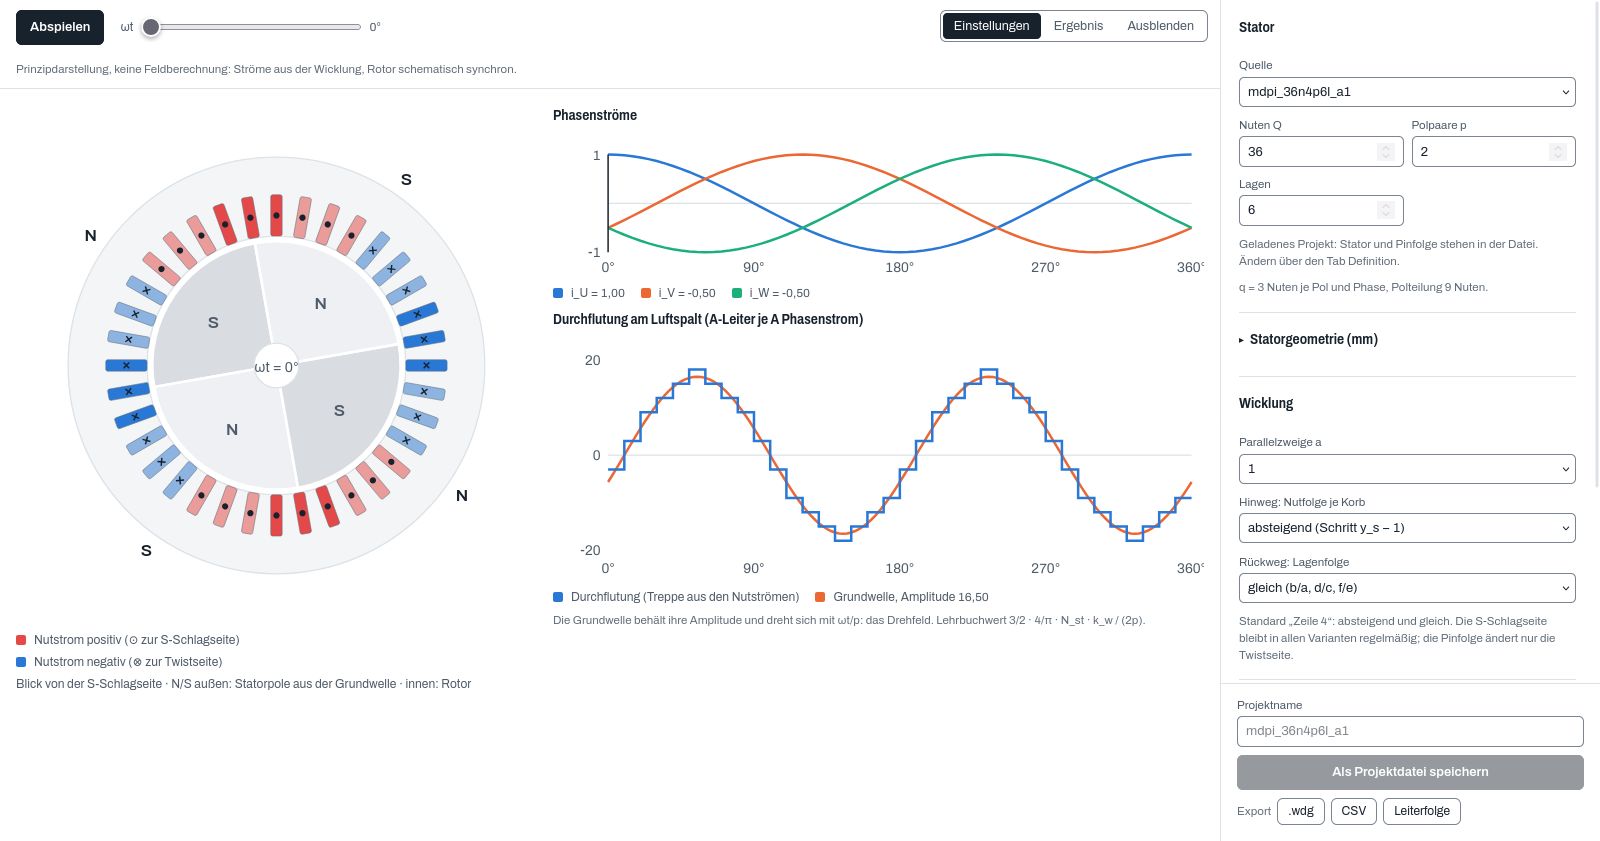 Abspielen
ωt
0°
Einstellungen
Ergebnis
Ausblenden
Prinzipdarstellung, keine Feldberechnung: Ströme aus der Wicklung, Rotor schematisch synchron.
S
N
N
S
ωt = 0°
S
N
N
S
Nutstrom positiv (⊙ zur S-Schlagseite)
Nutstrom negativ (⊗ zur Twistseite)
Blick von der S-Schlagseite · N/S außen: Statorpole aus der Grundwelle · innen: Rotor
Phasenströme
1
-1
0° 90° 180° 270° 360°
i_U = 1,00 i_V = -0,50 i_W = -0,50
Durchflutung am Luftspalt (A-Leiter je A Phasenstrom)
20
0
-20
0° 90° 180° 270° 360°
Durchflutung (Treppe aus den Nutströmen) Grundwelle, Amplitude 16,50
Die Grundwelle behält ihre Amplitude und dreht sich mit ωt/p: das Drehfeld. Lehrbuchwert 3/2 · 4/π · N_st · k_w / (2p).
Stator
Quelle
mdpi_36n4p6l_a1
Nuten Q Polpaare p
36 2
Lagen
6
Geladenes Projekt: Stator und Pinfolge stehen in der Datei.
Ändern über den Tab Definition.
q = 3 Nuten je Pol und Phase, Polteilung 9 Nuten.
▸ Statorgeometrie (mm)
Wicklung
Parallelzweige a
1
Hinweg: Nutfolge je Korb
absteigend (Schritt y_s − 1)
Rückweg: Lagenfolge
gleich (b/a, d/c, f/e)
Standard „Zeile 4“: absteigend und gleich. Die S-Schlagseite
bleibt in allen Varianten regelmäßig; die Pinfolge ändert nur die
Twistseite.
Projektname
mdpi_36n4p6l_a1
Als Projektdatei speichern
Export .wdg CSV Leiterfolge